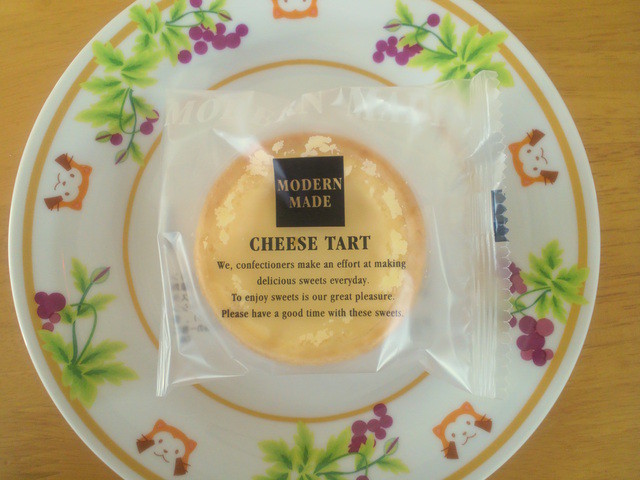 MODERN
MADE
CHEESE TART
We, confectioners make an effort at making
delicious sweets everyday.
To enjoy sweets is our great pleasure.
Please have a good time with these sweets.